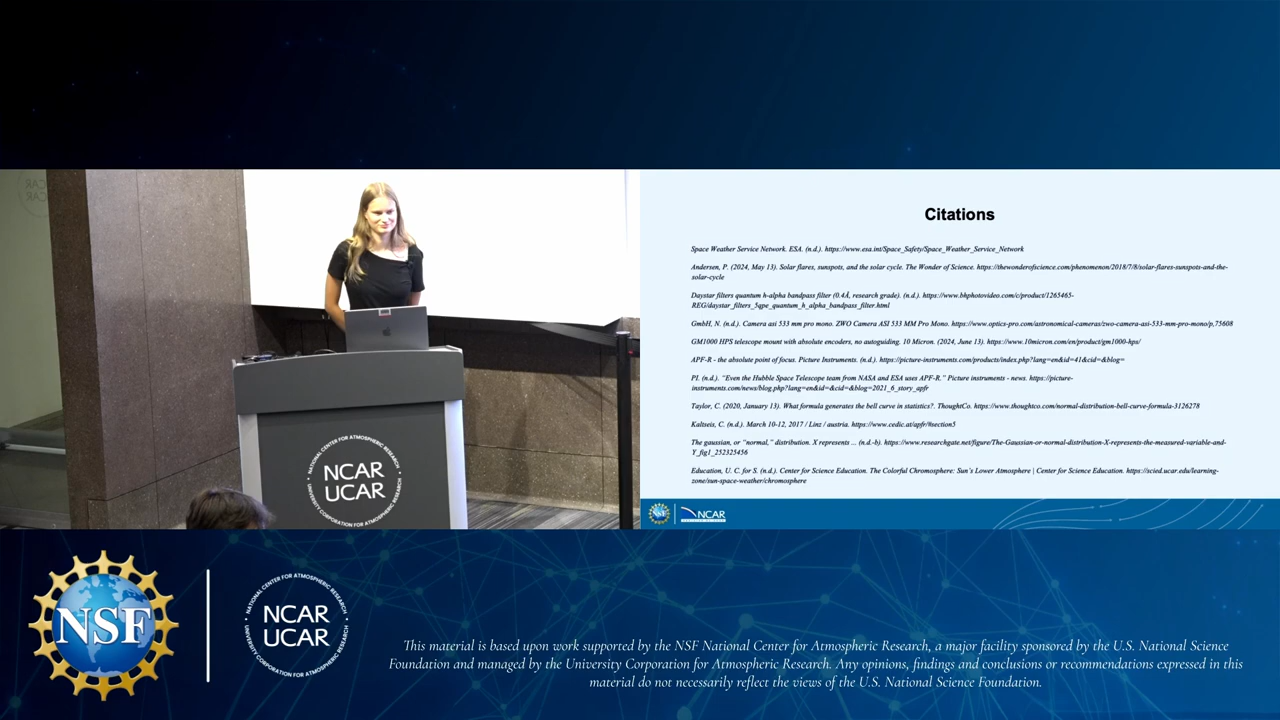 Citations
Space Weather Service Network. ESA. (n.d.). https://www.esa.int/Space_Safety/Space_Weather_Service_Network
Andersen, P. (2024, May 13). Solar flares, sunspots, and the solar cycle. The Wonder of Science. https://thewonderofscience.com/phenomenon/2018/7/8/solar-flares-sunspots-and-the-
solar-cycle
Daystar filters quantum h-alpha bandpass filter (0.4Å, research grade). (n.d.). https://www.bhphotovideo.com/c/product/1265465-
REG/daystar_filters_5qpe_quantum_h_alpha_bandpass_filter.html
GmbH, N. (n.d.). Camera asi 533 mm pro mono. ZWO Camera ASI 533 MM Pro Mono. https://www.optics-pro.com/astronomical-cameras/zwo-camera-asi-533-mm-pro-mono/p,75608
GM1000 HPS telescope mount with absolute encoders, no autoguiding. 10 Micron. (2024, June 13). https://www.10micron.com/en/product/gm1000-hps/
APF-R - the absolute point of focus. Picture Instruments. (n.d.). https://picture-instruments.com/products/index.php?lang=en&id=41&cid=&blog=
PI. (n.d.). "Even the Hubble Space Telescope team from NASA and ESA uses APF-R." Picture instruments - news. https://picture-
instruments.com/news/blog.php?lang=en&id=&cid=&blog=2021_6_story_apfr
Taylor, C. (2020, January 13). What formula generates the bell curve in statistics?. ThoughtCo. https://www.thoughtco.com/normal-distribution-bell-curve-formula-3126278
Kaltseis, C. (n.d.). March 10-12, 2017 / Linz / austria. https://www.cedic.at/apfr/#section5
The gaussian, or "normal," distribution. X represents ... (n.d.-b). https://www.researchgate.net/figure/The-Gaussian-or-normal-distribution-X-represents-the-measured-variable-and-
Y_fig1_252325456
Education, U. C. for S. (n.d.). Center for Science Education. The Colorful Chromosphere: Sun's Lower Atmosphere | Center for Science Education. https://scied.ucar.edu/learning-
zone/sun-space-weather/chromosphere
NCAR
NCAR
UCAR
NATIONAL CENTER FOR ATMOSPHERIC RESEARCH
UNIVERSITY CORPORATION FOR ATMOSPHERIC RESEARCH
NSF
NCAR
UCAR
NATIONAL CENTER FOR ATMOSPHERIC RESEARCH
UNIVERSITY CORPORATION FOR ATMOSPHERIC RESEARCH
This material is based upon work supported by the NSF National Center for Atmospheric Research, a major facility sponsored by the U.S. National Science
Foundation and managed by the University Corporation for Atmospheric Research. Any opinions, findings and conclusions or recommendations expressed in this
material do not necessarily reflect the views of the U.S. National Science Foundation.